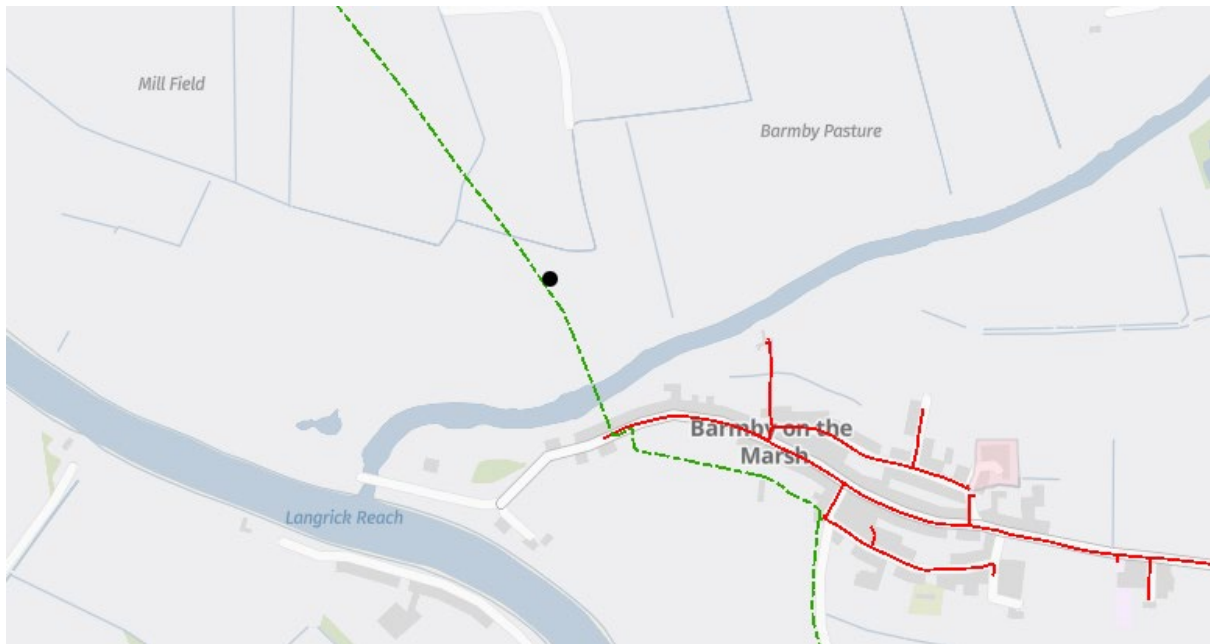 Mill Field
Barmby Pasture
Barmby on the
Marsh
Langrick Reach